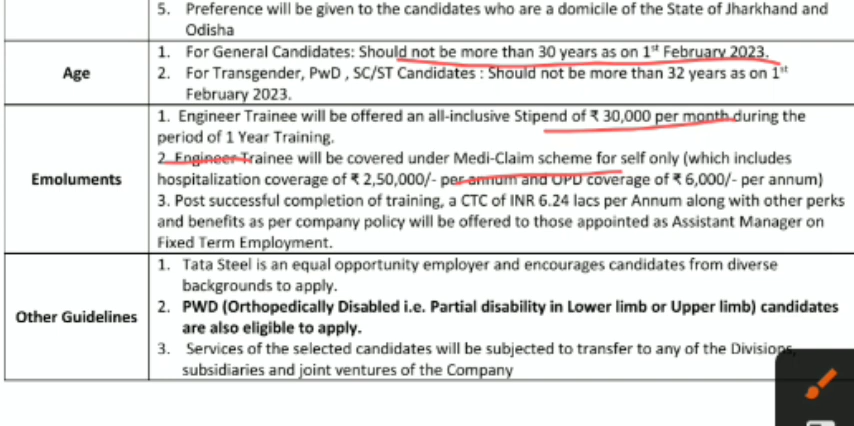 5. Preference will be given to the candidates who are a domicile of the State of Jharkhand and
Odisha
Age
1. For General Candidates: Should not be more than 30 years as on 1st February 2023.
2. For Transgender, PwD , SC/ST Candidates : Should not be more than 32 years as on 1st
February 2023.
Emoluments
1. Engineer Trainee will be offered an all-inclusive Stipend of ₹ 30,000 per month during the
period of 1 Year Training.
2. Engineer Trainee will be covered under Medi-Claim scheme for self only (which includes
hospitalization coverage of ₹ 2,50,000/- per annum and OPD coverage of ₹ 6,000/- per annum)
3. Post successful completion of training, a CTC of INR 6.24 lacs per Annum along with other perks
and benefits as per company policy will be offered to those appointed as Assistant Manager on
Fixed Term Employment.
Other Guidelines
1. Tata Steel is an equal opportunity employer and encourages candidates from diverse
backgrounds to apply.
2. PWD (Orthopedically Disabled i.e. Partial disability in Lower limb or Upper limb) candidates
are also eligible to apply.
3. Services of the selected candidates will be subjected to transfer to any of the Divisions,
subsidiaries and joint ventures of the Company